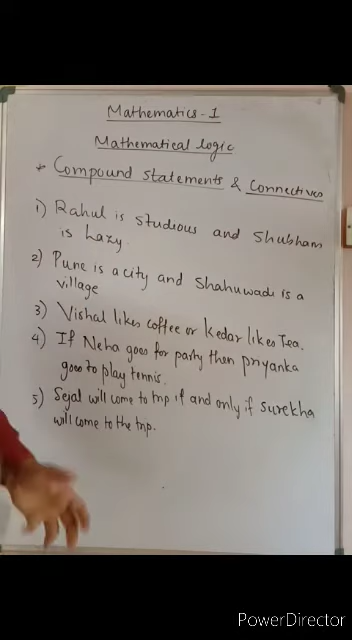 Mathematics-1
Mathematical logic
* Compound Statements & Connectives
1) Rahul is studious and Shubham
is Lazy.
2) Pune is a city and Shahuwadi is a
village
3) Vishal likes coffee or Kedar likes Tea.
4) If Neha goes for party then priyanka
goes to play tennis.
5) Sejal will come to trip if and only if surekha
will come to the trip.
PowerDirector